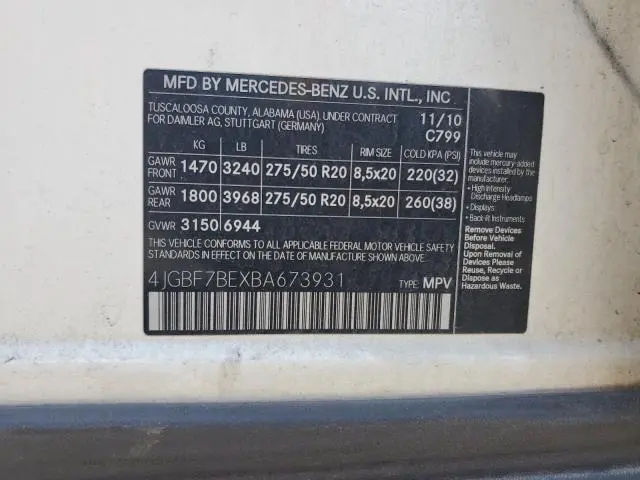 MFD BY MERCEDES-BENZ U.S. INTL., INC
TUSCALOOSA COUNTY, ALABAMA (USA). UNDER CONTRACT 11/10
FOR DAIMLER AG, STUTTGART (GERMANY) C799
KG LB TIRES RIM SIZE COLD KPA (PSI)
GAWR FRONT 1470 3240 275/50 R20 8,5x20 220(32)
GAWR REAR 1800 3968 275/50 R20 8,5x20 260(38)
GVWR 3150 6944
THIS VEHICLE CONFORMS TO ALL APPLICABLE FEDERAL MOTOR VEHICLE SAFETY
STANDARDS IN EFFECT ON THE DATE OF MANUFACTURE SHOWN ABOVE.
4JGBF7BEXBA673931 TYPE: MPV
This vehicle may
include mercury-added
devices installed by the
manufacturer:
• High Intensity
Discharge Headlamps
• Displays
• Back-lit Instruments
Remove Devices
Before Vehicle
Disposal.
Upon Removal of
Devices Please
Reuse, Recycle or
Dispose as
Hazardous Waste.